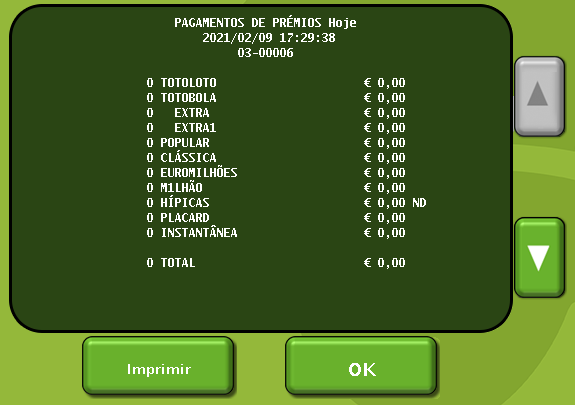 PAGAMENTOS DE PRÉMIOS Hoje
2021/02/09 17:29:38
03-00006
0 TOTOLOTO € 0,00
0 TOTOBOLA € 0,00
0 EXTRA € 0,00
0 EXTRA1 € 0,00
0 POPULAR € 0,00
0 CLÁSSICA € 0,00
0 EUROMILHÕES € 0,00
0 M1LHÃO € 0,00
0 HÍPICAS € 0,00 ND
0 PLACARD € 0,00
0 INSTANTÂNEA € 0,00
0 TOTAL € 0,00
Imprimir OK